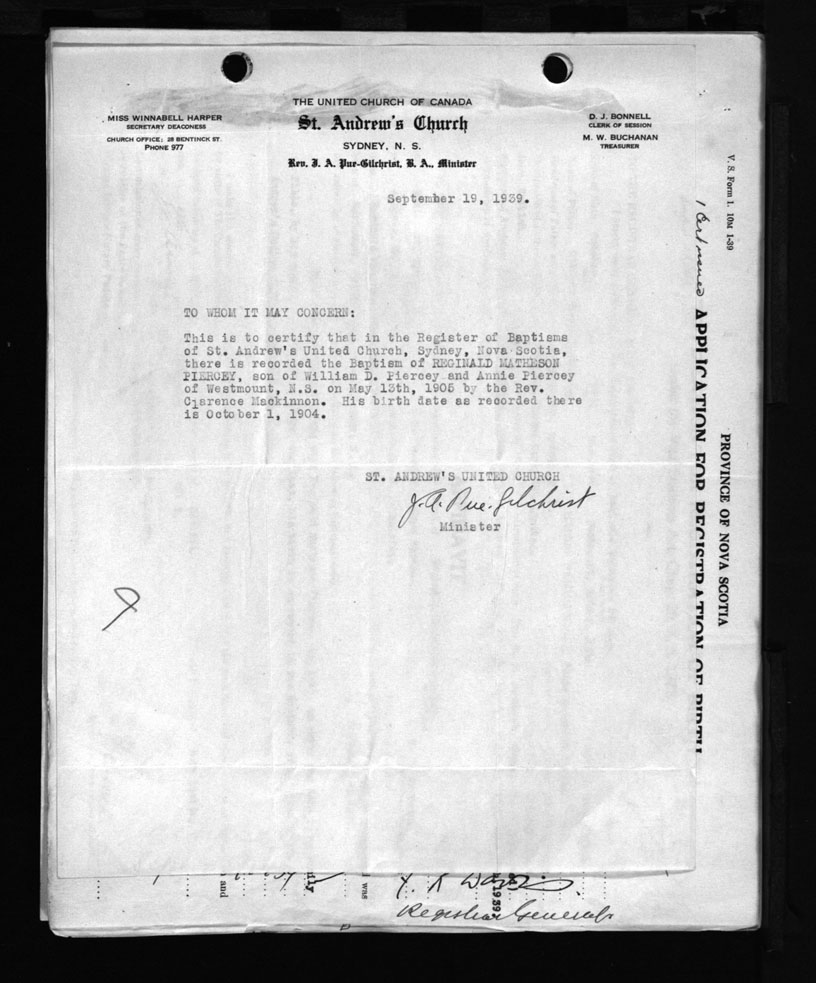 THE UNITED CHURCH OF CANADA
St. Andrew's Church
SYDNEY, N. S.
Rev. J. A. Pue-Gilchrist, B. A., Minister
MISS WINNABELL HARPER
SECRETARY DEACONESS
CHURCH OFFICE: 28 BENTINCK ST.
PHONE 977
D. J. BONNELL
CLERK OF SESSION
M. W. BUCHANAN
TREASURER
September 19, 1939.
TO WHOM IT MAY CONCERN:
This is to certify that in the Register of Baptisms
of St. Andrew's United Church, Sydney, Nova Scotia,
there is recorded the Baptism of REGINALD MATHESON
PIERCEY, son of William D. Piercey and Annie Piercey
of Westmount, N.S. on May 13th, 1905 by the Rev.
Clarence Mackinnon. His birth date as recorded there
is October 1, 1904.
ST. ANDREW'S UNITED CHURCH
J. A. Pue-Gilchrist
Minister
V. S. Form 1. 10M 1-39
1 Cert issued
PROVINCE OF NOVA SCOTIA
APPLICATION FOR REGISTRATION OF BIRTH
and
was
1939
Registrar General